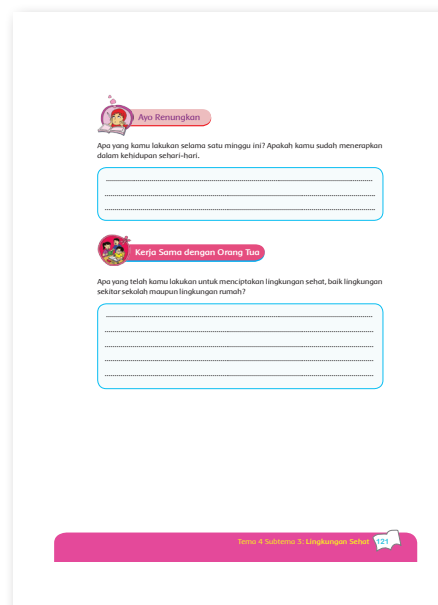 Ayo Renungkan
Apa yang kamu lakukan selama satu minggu ini? Apakah kamu sudah menerapkan
dalam kehidupan sehari-hari.
Kerja Sama dengan Orang Tua
Apa yang telah kamu lakukan untuk menciptakan lingkungan sehat, baik lingkungan
sekitar sekolah maupun lingkungan rumah?
Tema 4 Subtema 3: Lingkungan Sehat 121